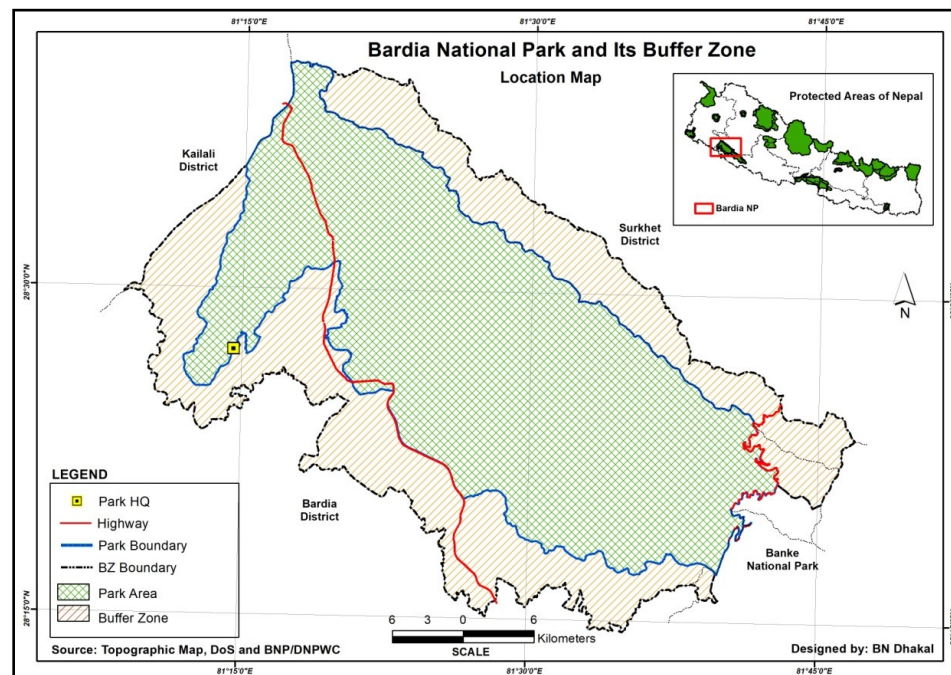 81°15'0"E
81°30'0"E
81°45'0"E
Bardia National Park and Its Buffer Zone
Location Map
Protected Areas of Nepal
Bardia NP
Kailali
District
Surkhet
District
28°30'0"N
N
LEGEND
Park HQ
Highway
Park Boundary
BZ Boundary
Park Area
Buffer Zone
Bardia
District
Banke
National Park
28°15'0"N
6 3 0 6
Kilometers
SCALE
Source: Topographic Map, DoS and BNP/DNPWC
Designed by: BN Dhakal
81°15'0"E
81°30'0"E
81°45'0"E